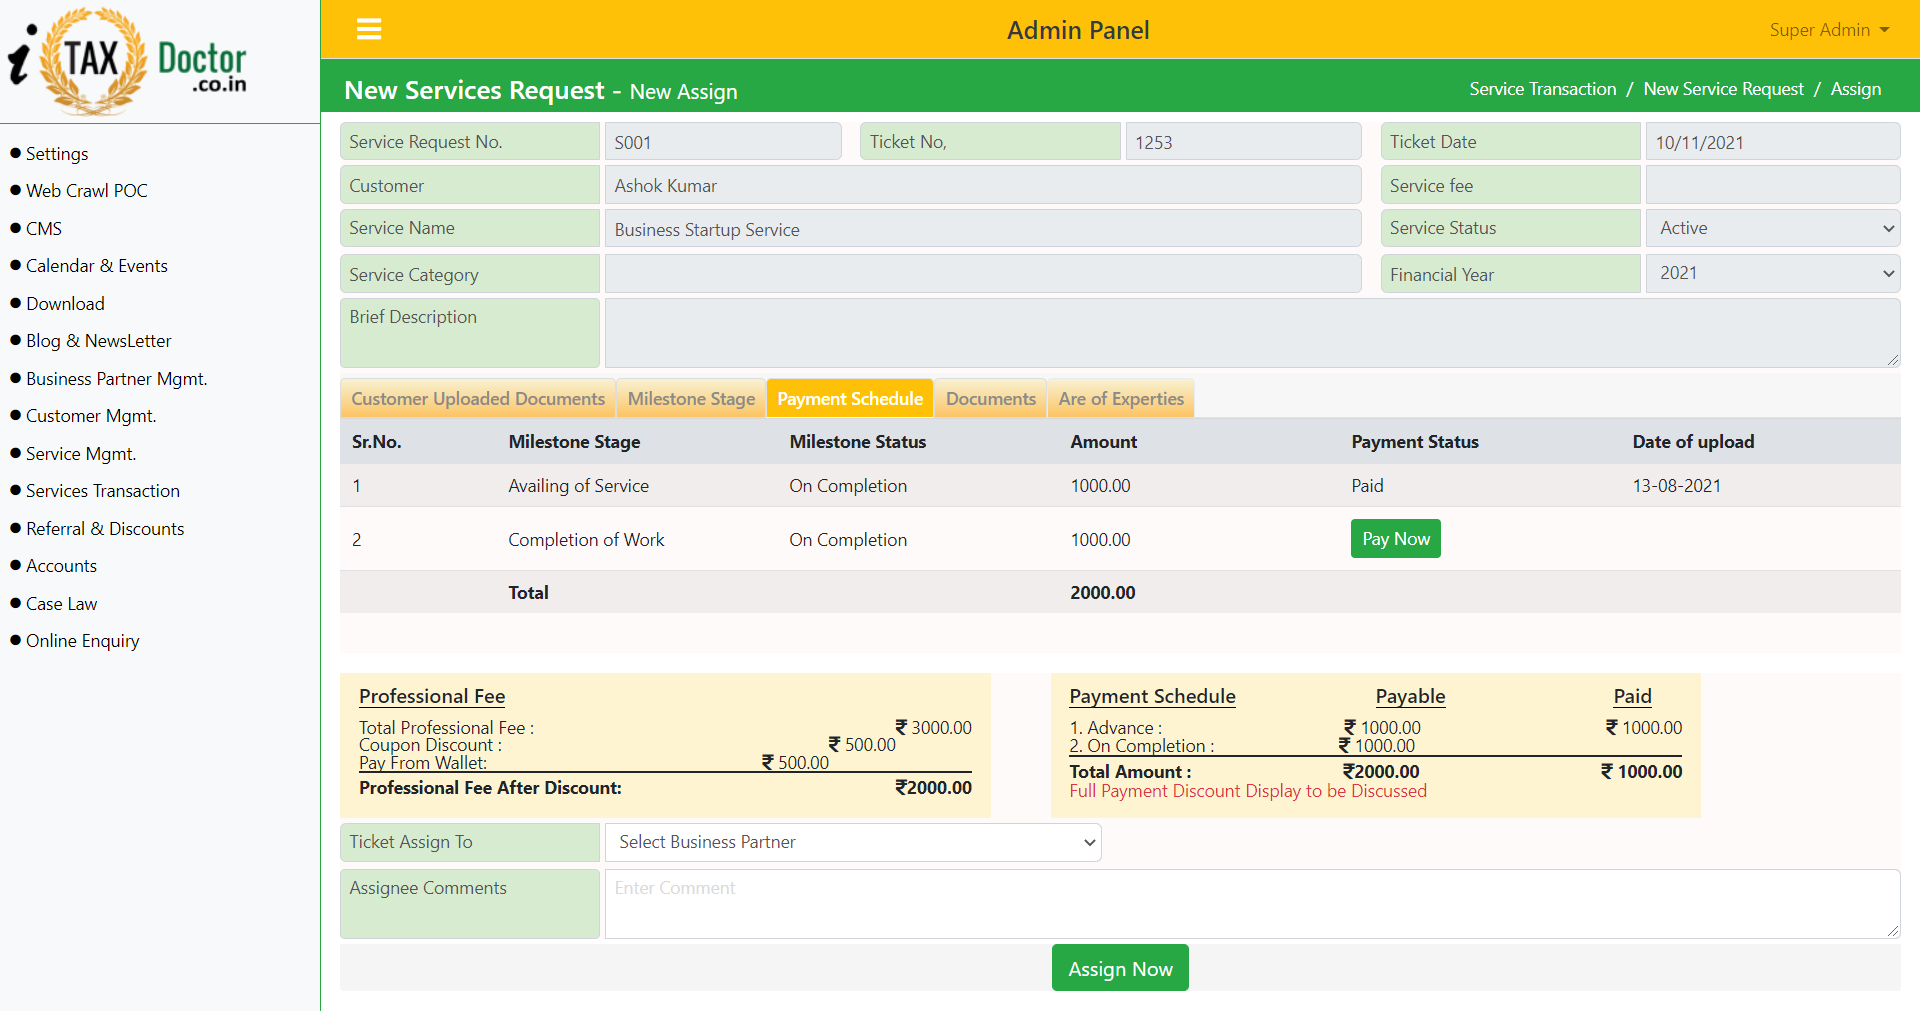 i TAX Doctor
.co.in
Admin Panel
Super Admin
New Services Request - New Assign
Service Transaction / New Service Request / Assign
Settings
Web Crawl POC
CMS
Calendar & Events
Download
Blog & NewsLetter
Business Partner Mgmt.
Customer Mgmt.
Service Mgmt.
Services Transaction
Referral & Discounts
Accounts
Case Law
Online Enquiry
Service Request No. S001 Ticket No, 1253 Ticket Date 10/11/2021
Customer Ashok Kumar Service fee
Service Name Business Startup Service Service Status Active
Service Category Financial Year 2021
Brief Description
Customer Uploaded Documents Milestone Stage Payment Schedule Documents Are of Experties
Sr.No. Milestone Stage Milestone Status Amount Payment Status Date of upload
1 Availing of Service On Completion 1000.00 Paid 13-08-2021
2 Completion of Work On Completion 1000.00 Pay Now
Total 2000.00
Professional Fee
Total Professional Fee : ₹ 3000.00
Coupon Discount : ₹ 500.00
Pay From Wallet: ₹ 500.00
Professional Fee After Discount: ₹2000.00
Payment Schedule Payable Paid
1. Advance : ₹ 1000.00 ₹ 1000.00
2. On Completion : ₹ 1000.00
Total Amount : ₹2000.00 ₹ 1000.00
Full Payment Discount Display to be Discussed
Ticket Assign To Select Business Partner
Assignee Comments Enter Comment
Assign Now